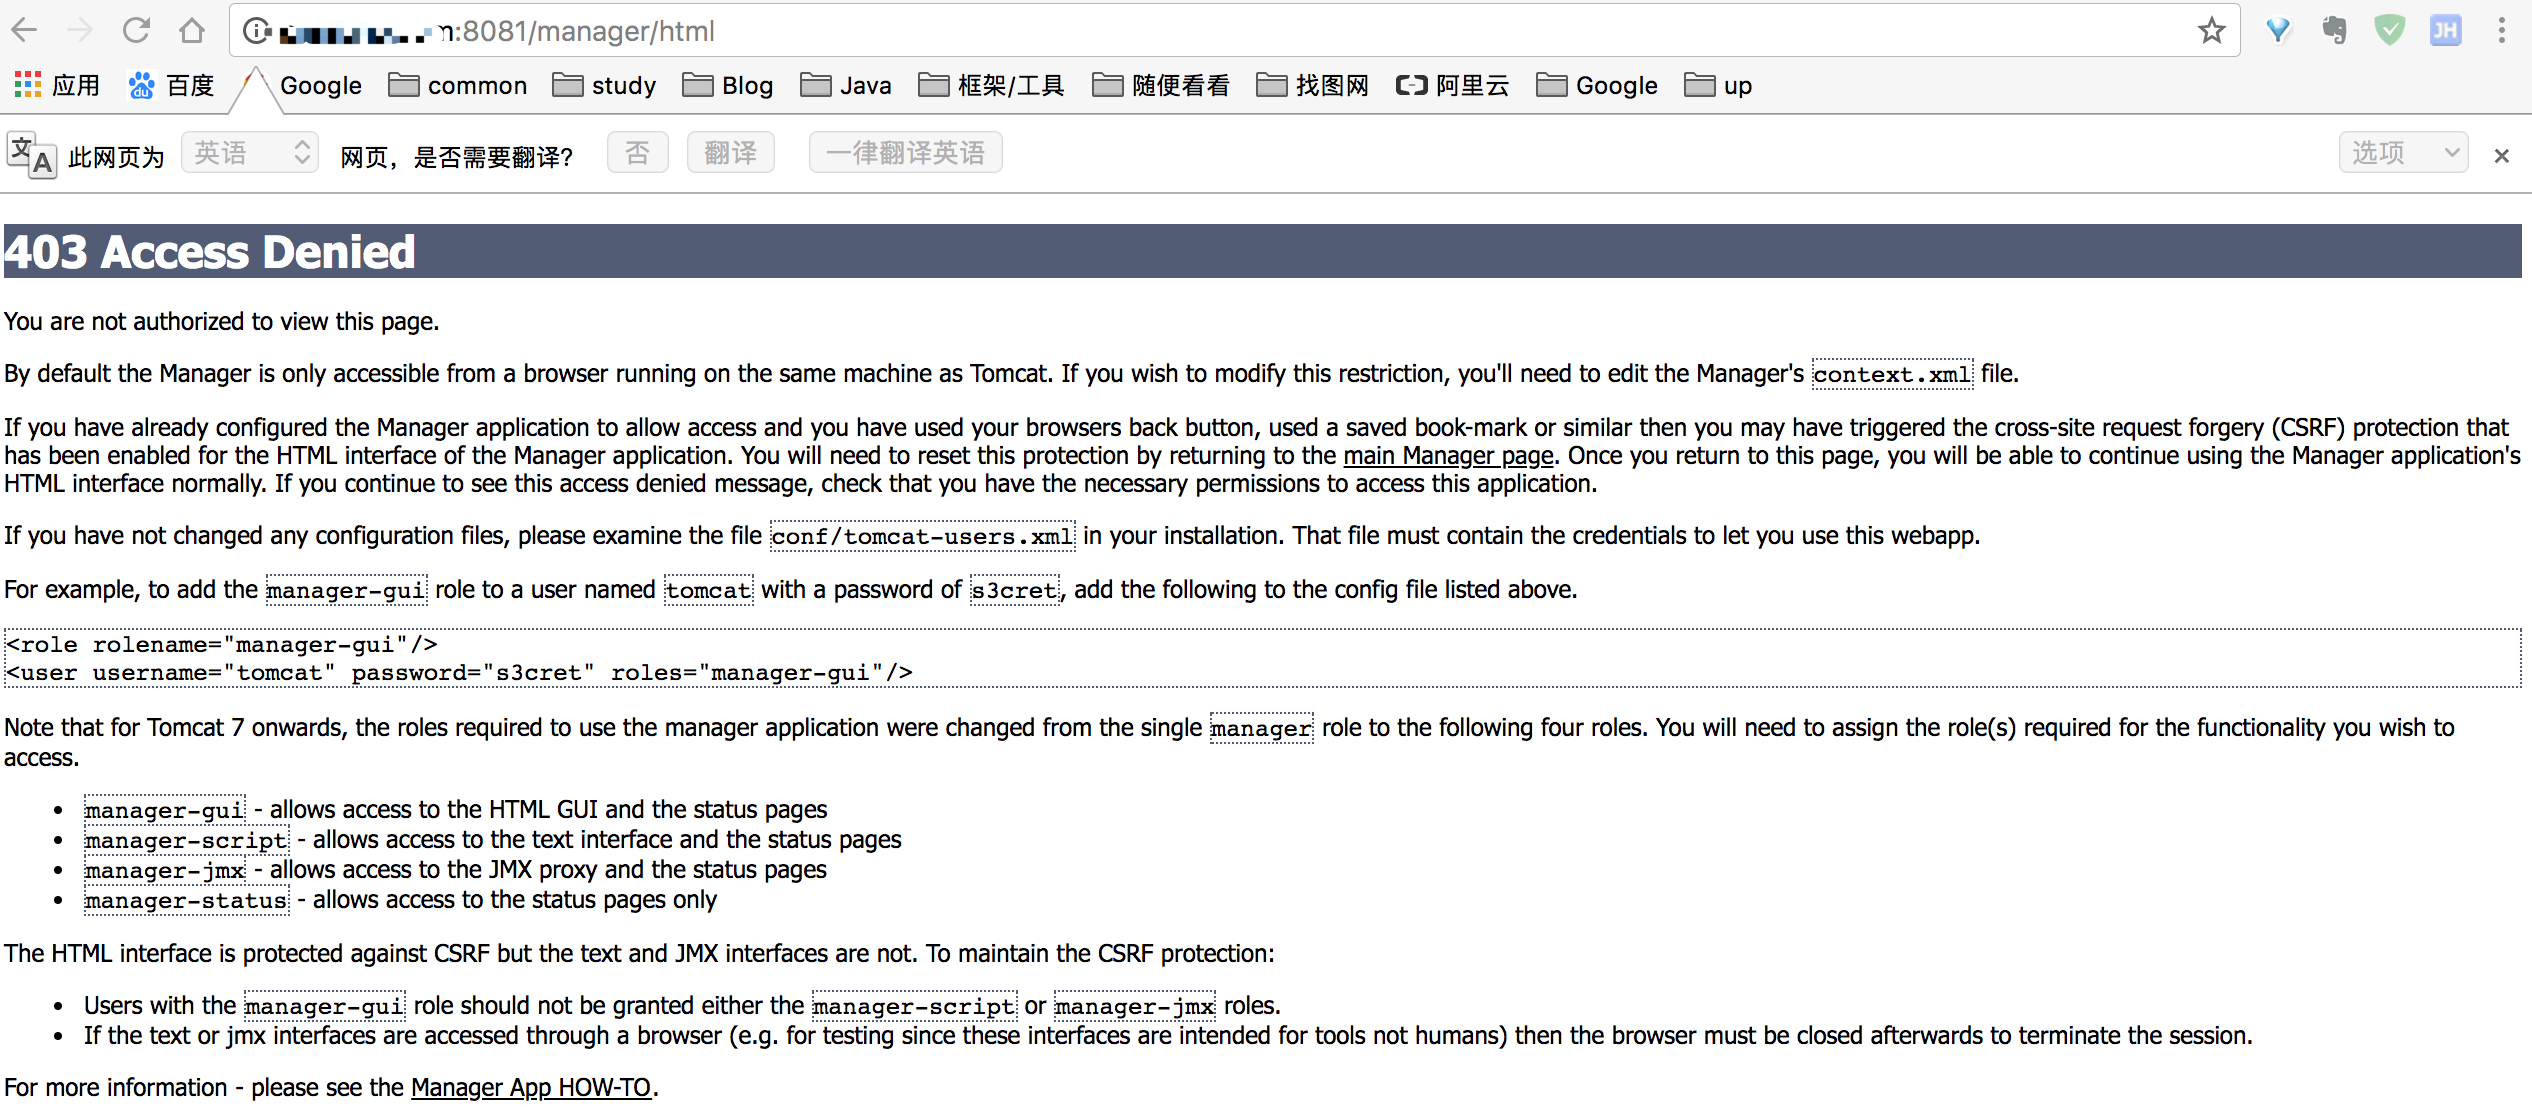 :8081/manager/html
JH
应用 百度 Google common study Blog Java 框架/工具 随便看看 找图网 阿里云 Google up
文A 此网页为 英语 网页，是否需要翻译? 否 翻译 一律翻译英语 选项 ×
403 Access Denied
You are not authorized to view this page.
By default the Manager is only accessible from a browser running on the same machine as Tomcat. If you wish to modify this restriction, you'll need to edit the Manager's context.xml file.
If you have already configured the Manager application to allow access and you have used your browsers back button, used a saved book-mark or similar then you may have triggered the cross-site request forgery (CSRF) protection that
has been enabled for the HTML interface of the Manager application. You will need to reset this protection by returning to the main Manager page. Once you return to this page, you will be able to continue using the Manager application's
HTML interface normally. If you continue to see this access denied message, check that you have the necessary permissions to access this application.
If you have not changed any configuration files, please examine the file conf/tomcat-users.xml in your installation. That file must contain the credentials to let you use this webapp.
For example, to add the manager-gui role to a user named tomcat with a password of s3cret, add the following to the config file listed above.
<role rolename="manager-gui"/>
<user username="tomcat" password="s3cret" roles="manager-gui"/>
Note that for Tomcat 7 onwards, the roles required to use the manager application were changed from the single manager role to the following four roles. You will need to assign the role(s) required for the functionality you wish to
access.
• manager-gui - allows access to the HTML GUI and the status pages
• manager-script - allows access to the text interface and the status pages
• manager-jmx - allows access to the JMX proxy and the status pages
• manager-status - allows access to the status pages only
The HTML interface is protected against CSRF but the text and JMX interfaces are not. To maintain the CSRF protection:
• Users with the manager-gui role should not be granted either the manager-script or manager-jmx roles.
• If the text or jmx interfaces are accessed through a browser (e.g. for testing since these interfaces are intended for tools not humans) then the browser must be closed afterwards to terminate the session.
For more information - please see the Manager App HOW-TO.